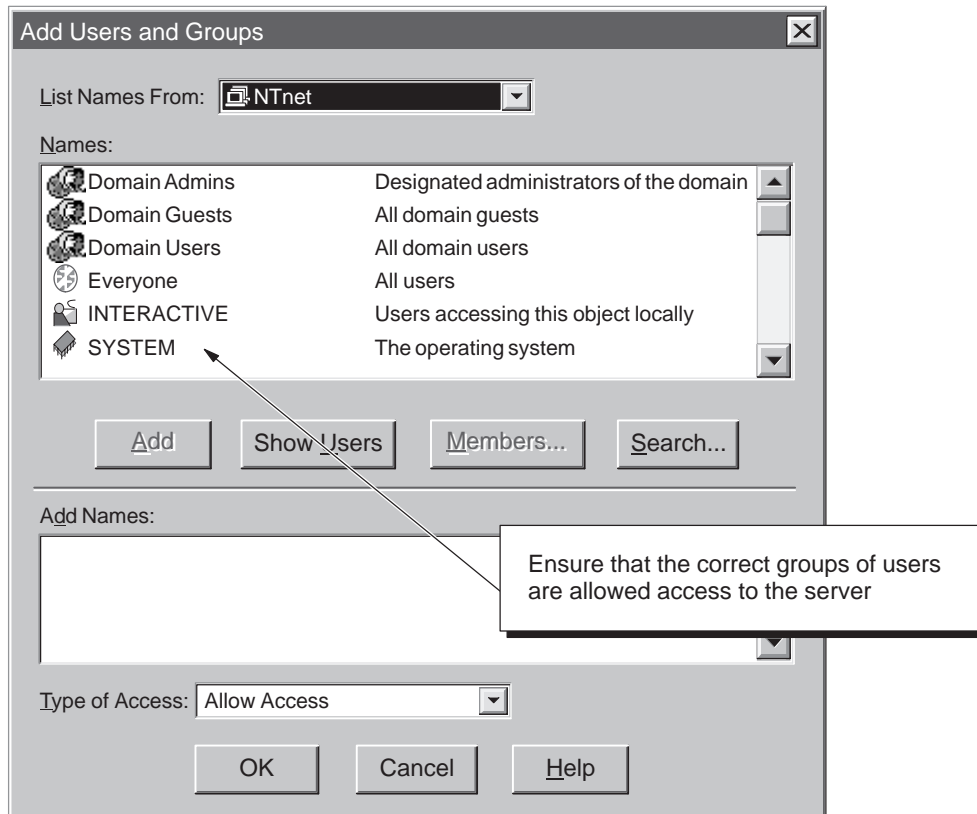 Add Users and Groups
List Names From: NTnet
Names:
Domain Admins Designated administrators of the domain
Domain Guests All domain guests
Domain Users All domain users
Everyone All users
INTERACTIVE Users accessing this object locally
SYSTEM The operating system
Add Show Users Members... Search...
Add Names:
Ensure that the correct groups of users
are allowed access to the server
Type of Access: Allow Access
OK Cancel Help